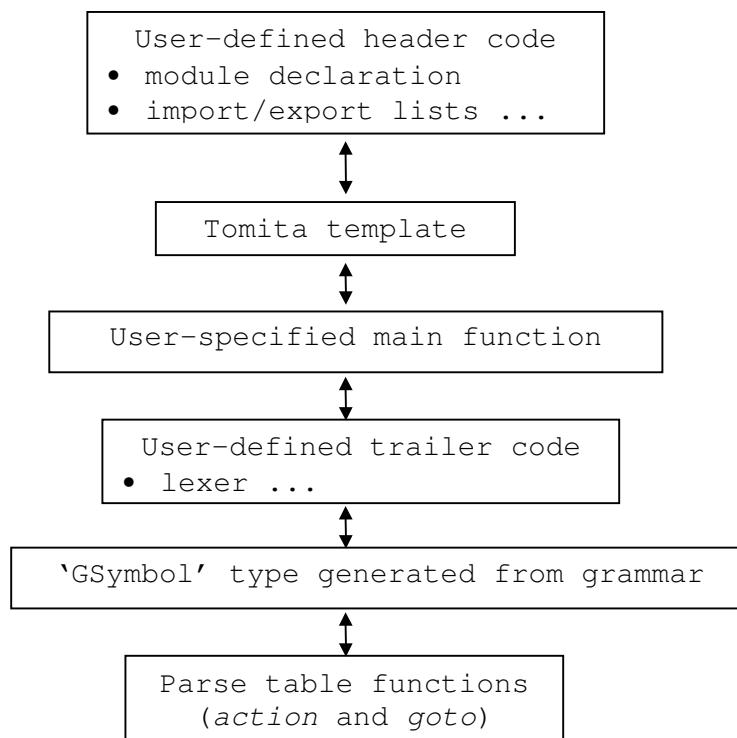 User-defined header code
• module declaration
• import/export lists ...
Tomita template
User-specified main function
User-defined trailer code
• lexer ...
‘GSymbol’ type generated from grammar
Parse table functions
(action and goto)